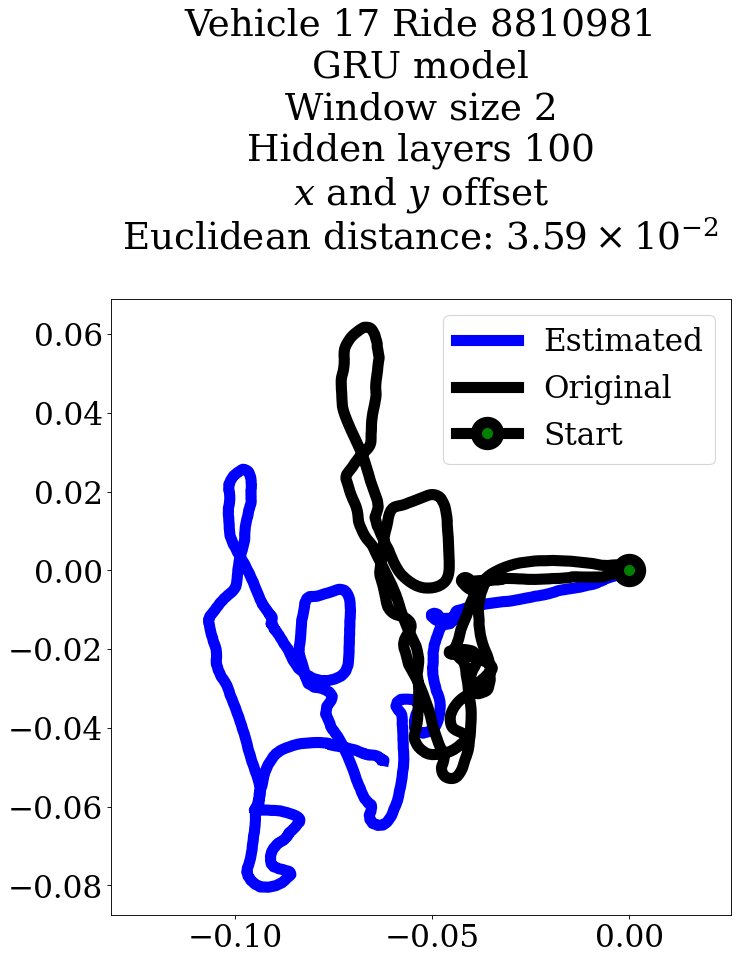 Vehicle 17 Ride 8810981
GRU model
Window size 2
Hidden layers 100
x and y offset
Euclidean distance: 3.59 × 10⁻²
Estimated
Original
Start
0.06
0.04
0.02
0.00
−0.02
−0.04
−0.06
−0.08
−0.10
−0.05
0.00